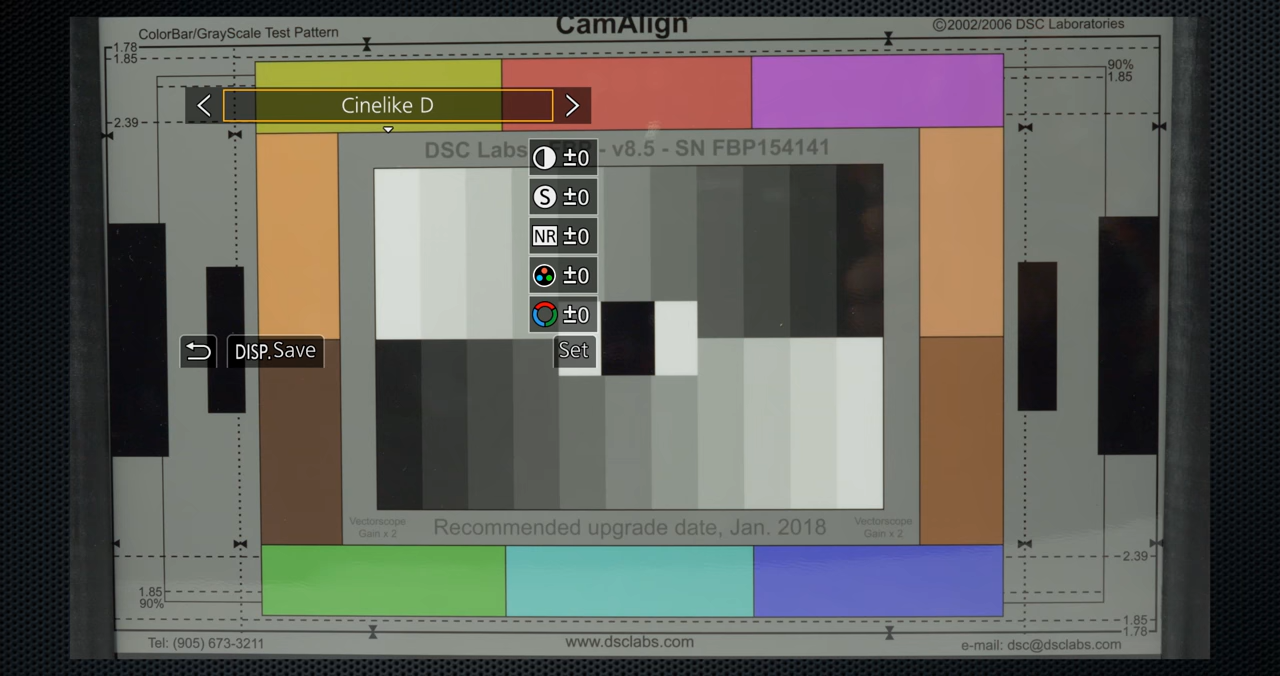 CamAlign
ColorBar/GrayScale Test Pattern
©2002/2006 DSC Laboratories
1.78
1.85
90%
1.85
Cinelike D
2.39
DSC Labs - v8.5 - SN FBP154141
±0
S ±0
NR ±0
±0
±0
DISP. Save
Set
Vectorscope
Gain x 2
Recommended upgrade date, Jan. 2018
Vectorscope
Gain x 2
2.39
1.85
90%
1.85
1.78
Tel: (905) 673-3211
www.dsclabs.com
e-mail: dsc@dsclabs.com